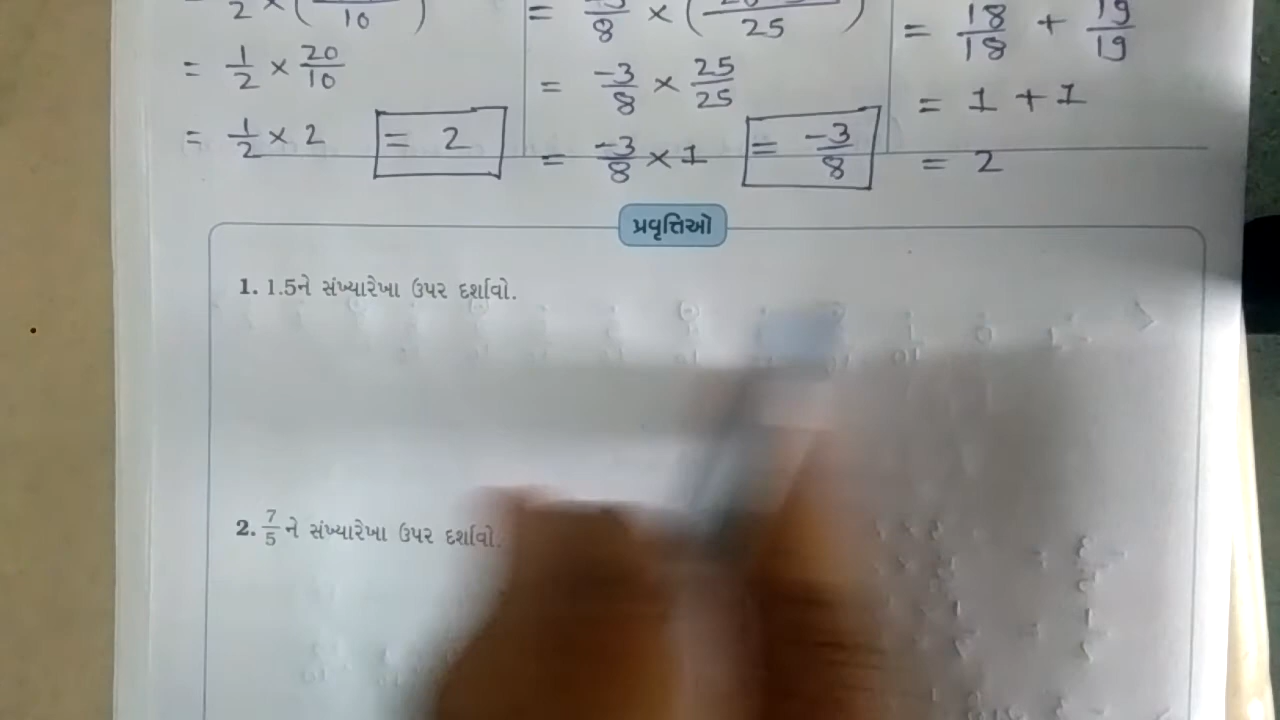 = 1/2 × 20/10
= 1/2 × 2 = 2
= -3/8 × 25/25
= -3/8 × 1 = -3/8
= 18/18 + 19/19
= 1 + 1
= 2
પ્રવૃત્તિઓ
1. 1.5ને સંખ્યારેખા ઉપર દર્શાવો.
2. 7/5 ને સંખ્યારેખા ઉપર દર્શાવો.